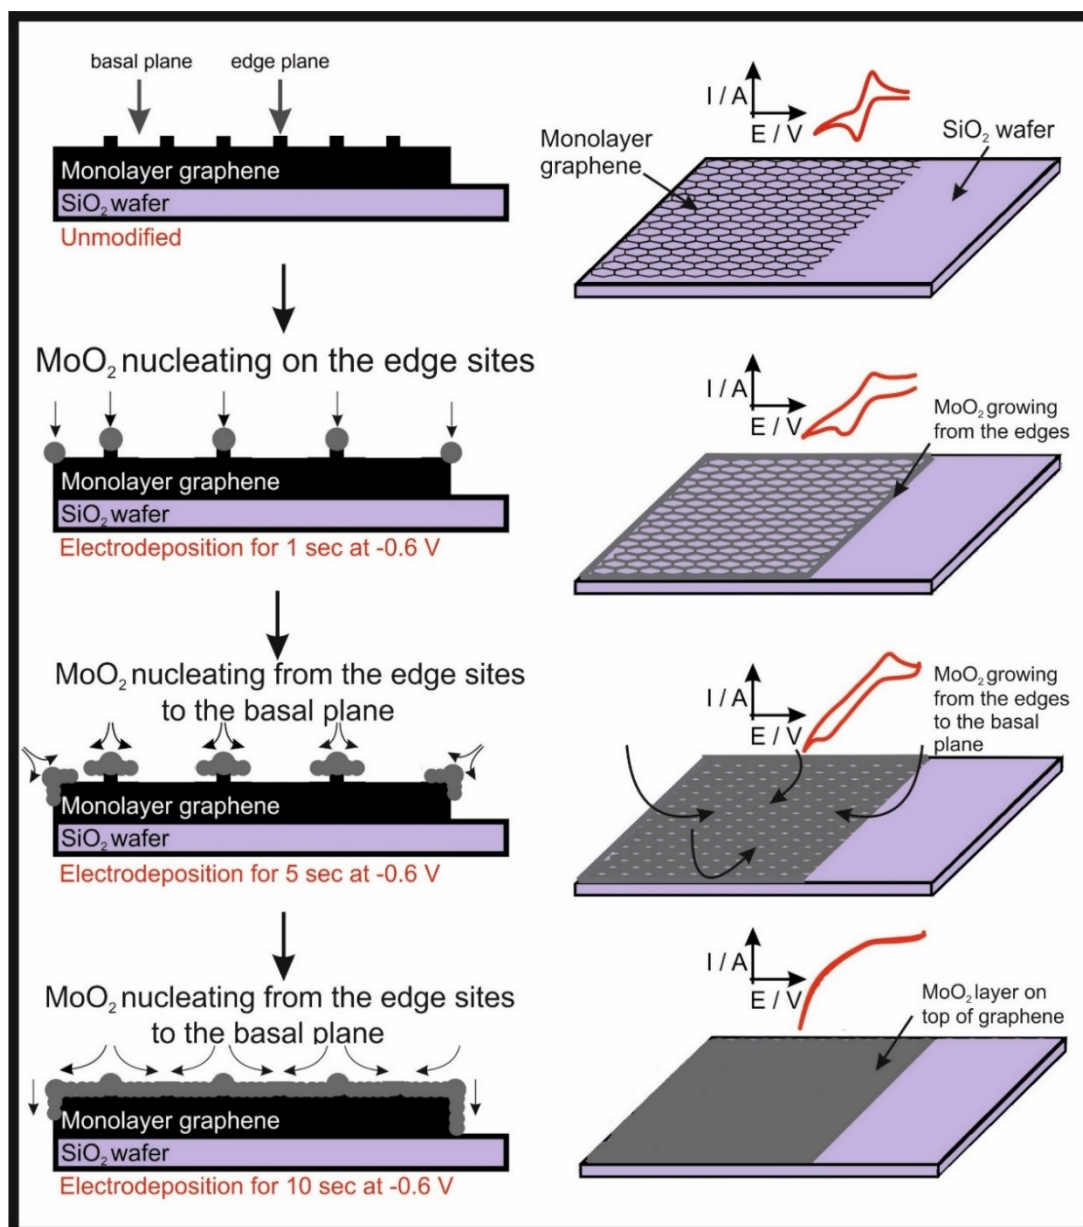 basal plane
edge plane
Monolayer graphene
SiO₂ wafer
Unmodified
I / A
E / V
Monolayer
graphene
SiO₂ wafer
MoO₂ nucleating on the edge sites
Monolayer graphene
SiO₂ wafer
Electrodeposition for 1 sec at -0.6 V
I / A
E / V
MoO₂ growing
from the edges
MoO₂ nucleating from the edge sites
to the basal plane
Monolayer graphene
SiO₂ wafer
Electrodeposition for 5 sec at -0.6 V
I / A
E / V
MoO₂ growing
from the edges
to the basal
plane
MoO₂ nucleating from the edge sites
to the basal plane
Monolayer graphene
SiO₂ wafer
Electrodeposition for 10 sec at -0.6 V
I / A
E / V
MoO₂ layer on
top of graphene